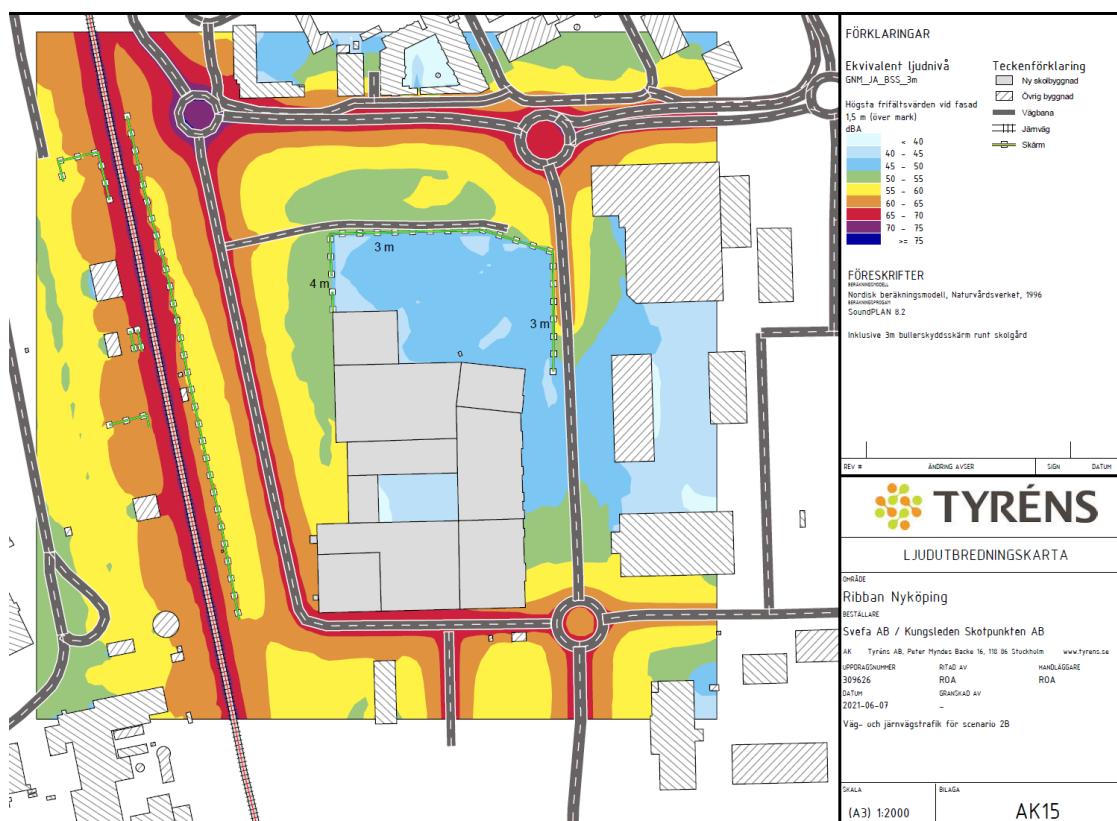 3 m
4 m
3 m
FÖRKLARINGAR
Ekvivalent ljudnivå
GNM_JA_BSS_3m
Högsta frifältsvärden vid fasad
1,5 m (över mark)
dBA
< 40
40 - 45
45 - 50
50 - 55
55 - 60
60 - 65
65 - 70
70 - 75
>= 75
Teckenförklaring
Ny skolbyggnad
Övrig byggnad
Vägbana
Järnväg
Skärm
FÖRESKRIFTER
BERÄKNINGSMODELL
Nordisk beräkningsmodell, Naturvårdsverket, 1996
BERÄKNINGSPROGAM
SoundPLAN 8.2
Inklusive 3m bullerskyddsskärm runt skolgård
REV # ÄNDRING AVSER SIGN DATUM
TYRÉNS
LJUDUTBREDNINGSKARTA
OMRÅDE
Ribban Nyköping
BESTÄLLARE
Svefa AB / Kungsleden Skotpunkten AB
AK Tyréns AB, Peter Myndes Backe 16, 118 86 Stockholm www.tyrens.se
UPPDRAGSNUMMER RITAD AV HANDLÄGGARE
309626 ROA ROA
DATUM GRANSKAD AV
2021-06-07 -
Väg- och järnvägstrafik för scenario 2B
SKALA BILAGA
(A3) 1:2000 AK15